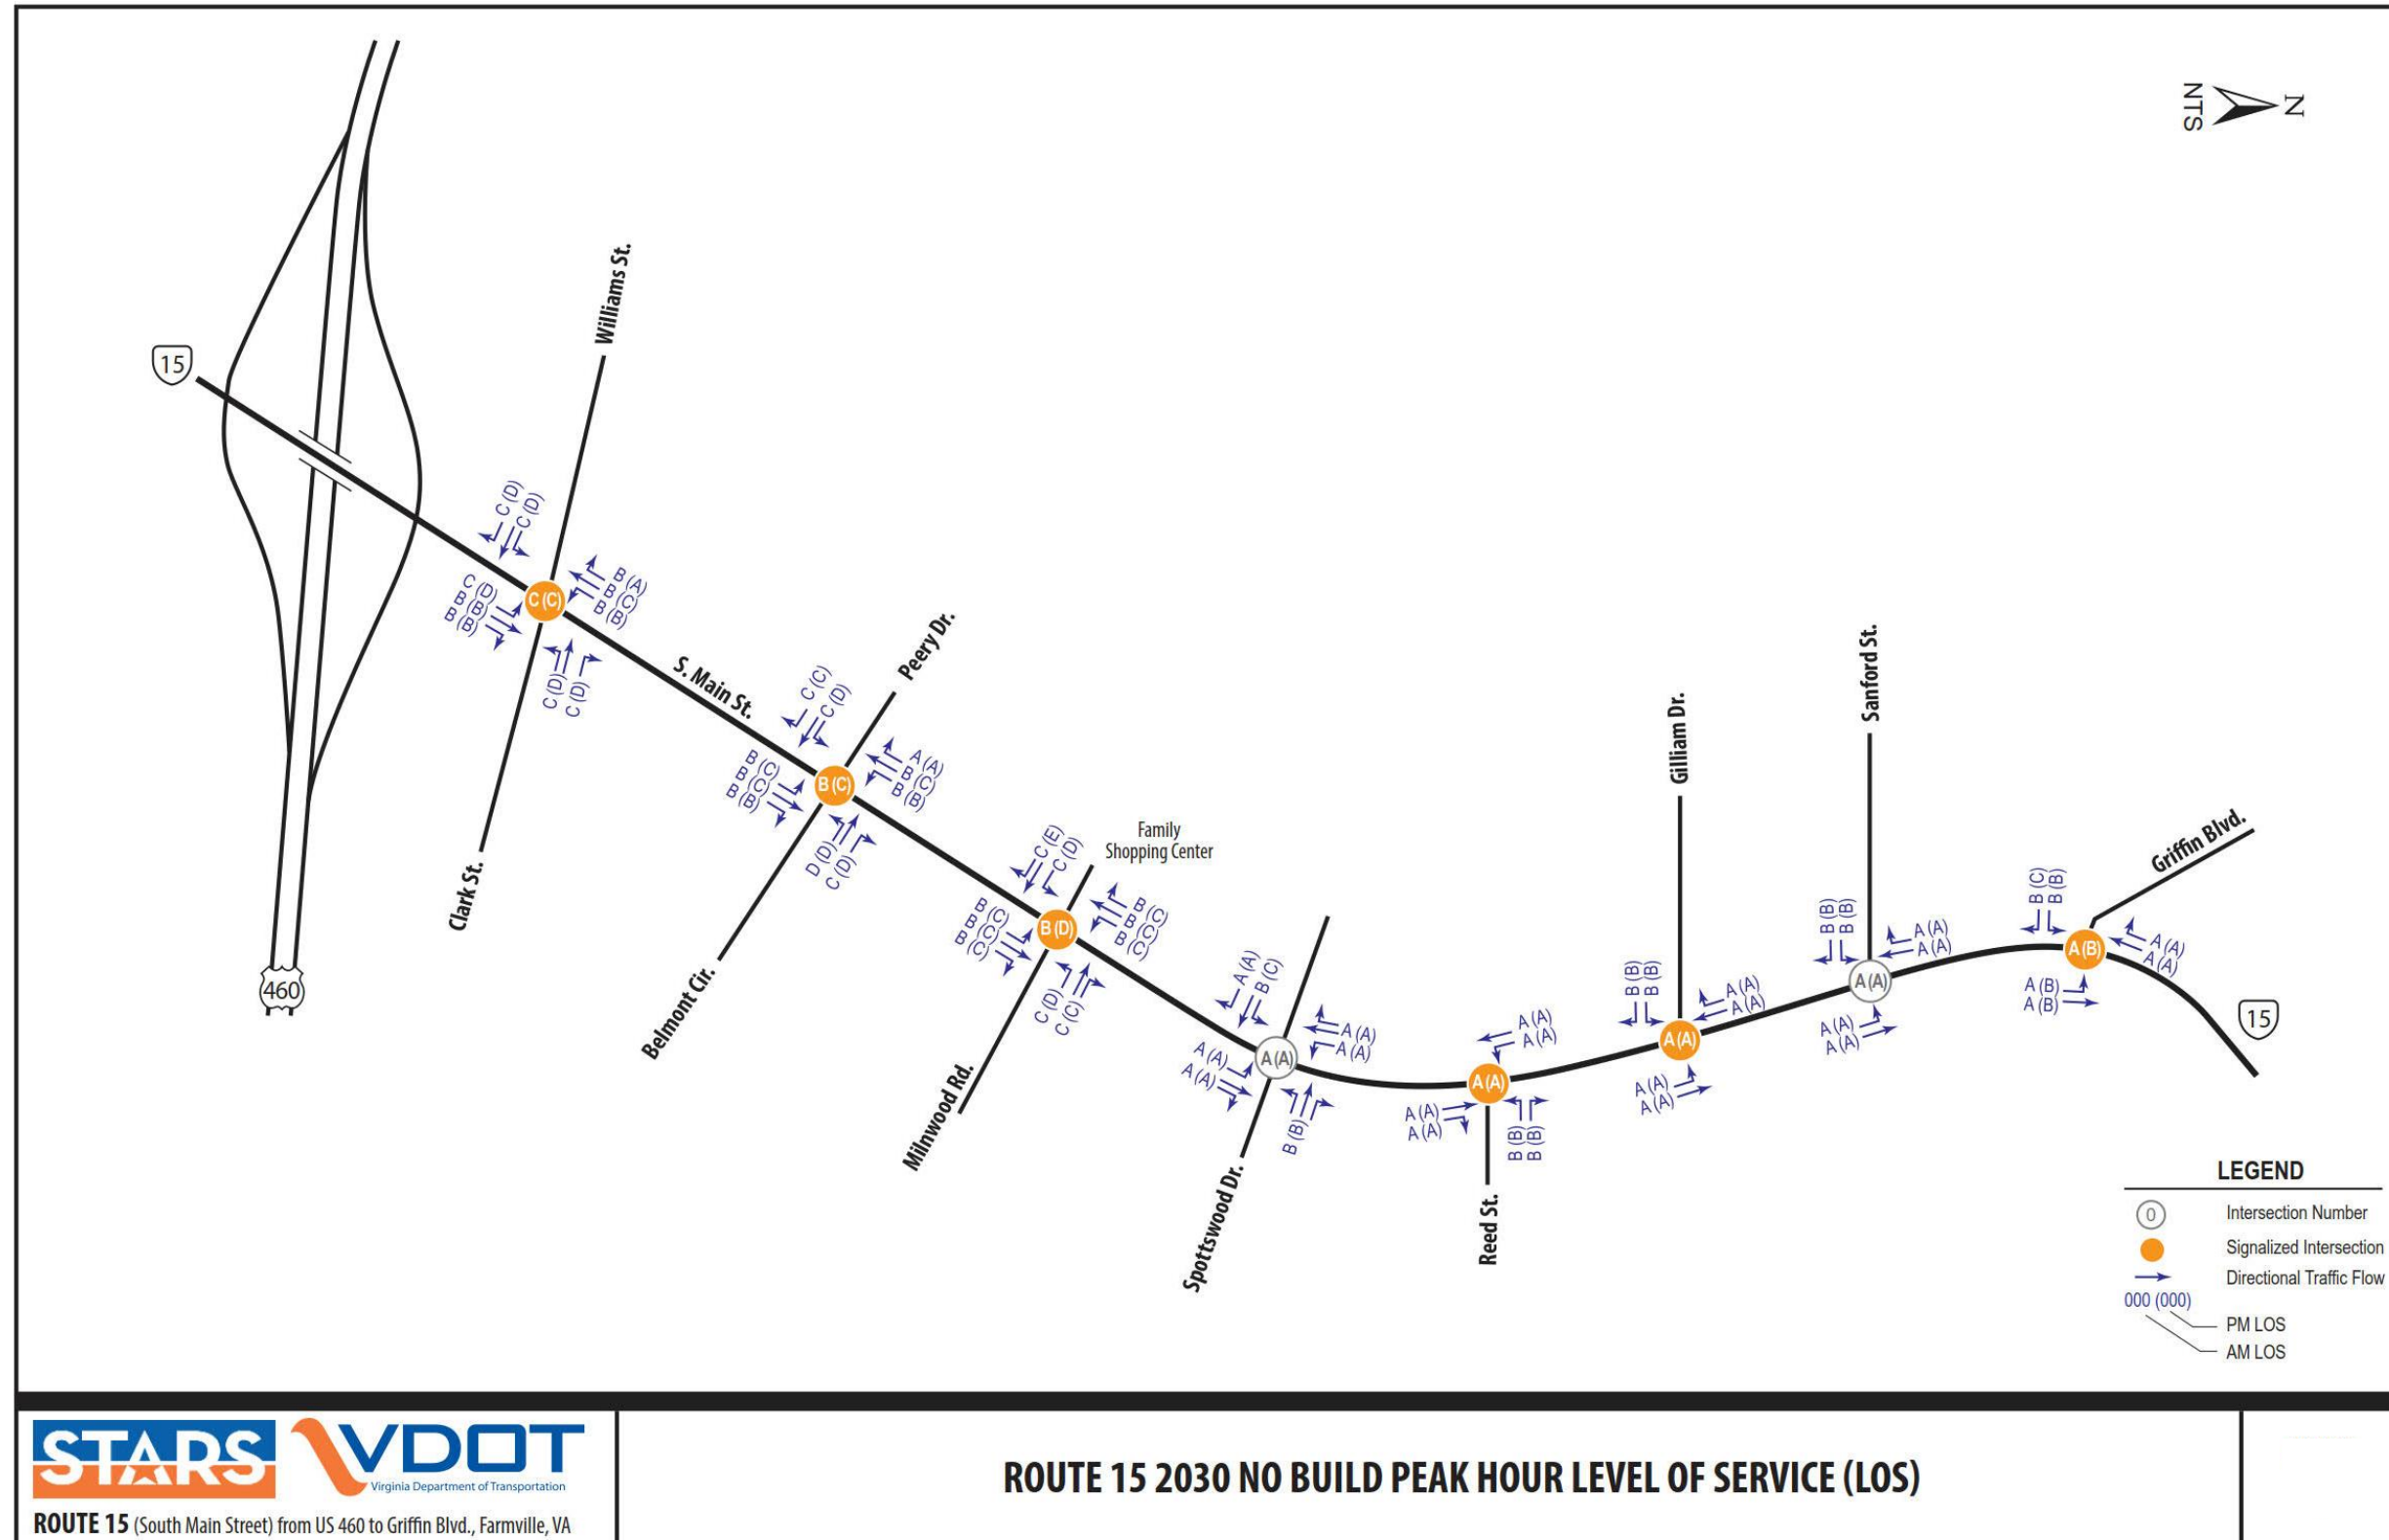 N
NTS
15
Williams St.
C (D)
C (D)
C (D)
B (B)
B (B)
C (C)
B (A)
B (C)
B (B)
C (D)
C (D)
Clark St.
460
S. Main St.
Peery Dr.
C (C)
C (D)
B (C)
B (C)
B (B)
B (C)
A (A)
B (C)
B (B)
D (D)
C (D)
Belmont Cir.
Family
Shopping Center
C (E)
C (D)
B (C)
B (C)
B (C)
B (D)
B (C)
B (C)
B (C)
C (D)
C (C)
Milnwood Rd.
A (A)
B (C)
A (A)
A (A)
A (A)
A (A)
A (A)
B (B)
Spottswood Dr.
A (A)
A (A)
A (A)
A (A)
A (A)
B (B)
B (B)
Reed St.
Gilliam Dr.
B (B)
B (B)
A (A)
A (A)
A (A)
A (A)
A (A)
Sanford St.
B (B)
B (B)
A (A)
A (A)
A (A)
A (A)
A (A)
Griffin Blvd.
B (C)
B (B)
A (B)
A (A)
A (A)
A (B)
A (B)
15
LEGEND
0 Intersection Number
Signalized Intersection
Directional Traffic Flow
000 (000)
PM LOS
AM LOS
STARS VDOT
Virginia Department of Transportation
ROUTE 15 (South Main Street) from US 460 to Griffin Blvd., Farmville, VA
ROUTE 15 2030 NO BUILD PEAK HOUR LEVEL OF SERVICE (LOS)